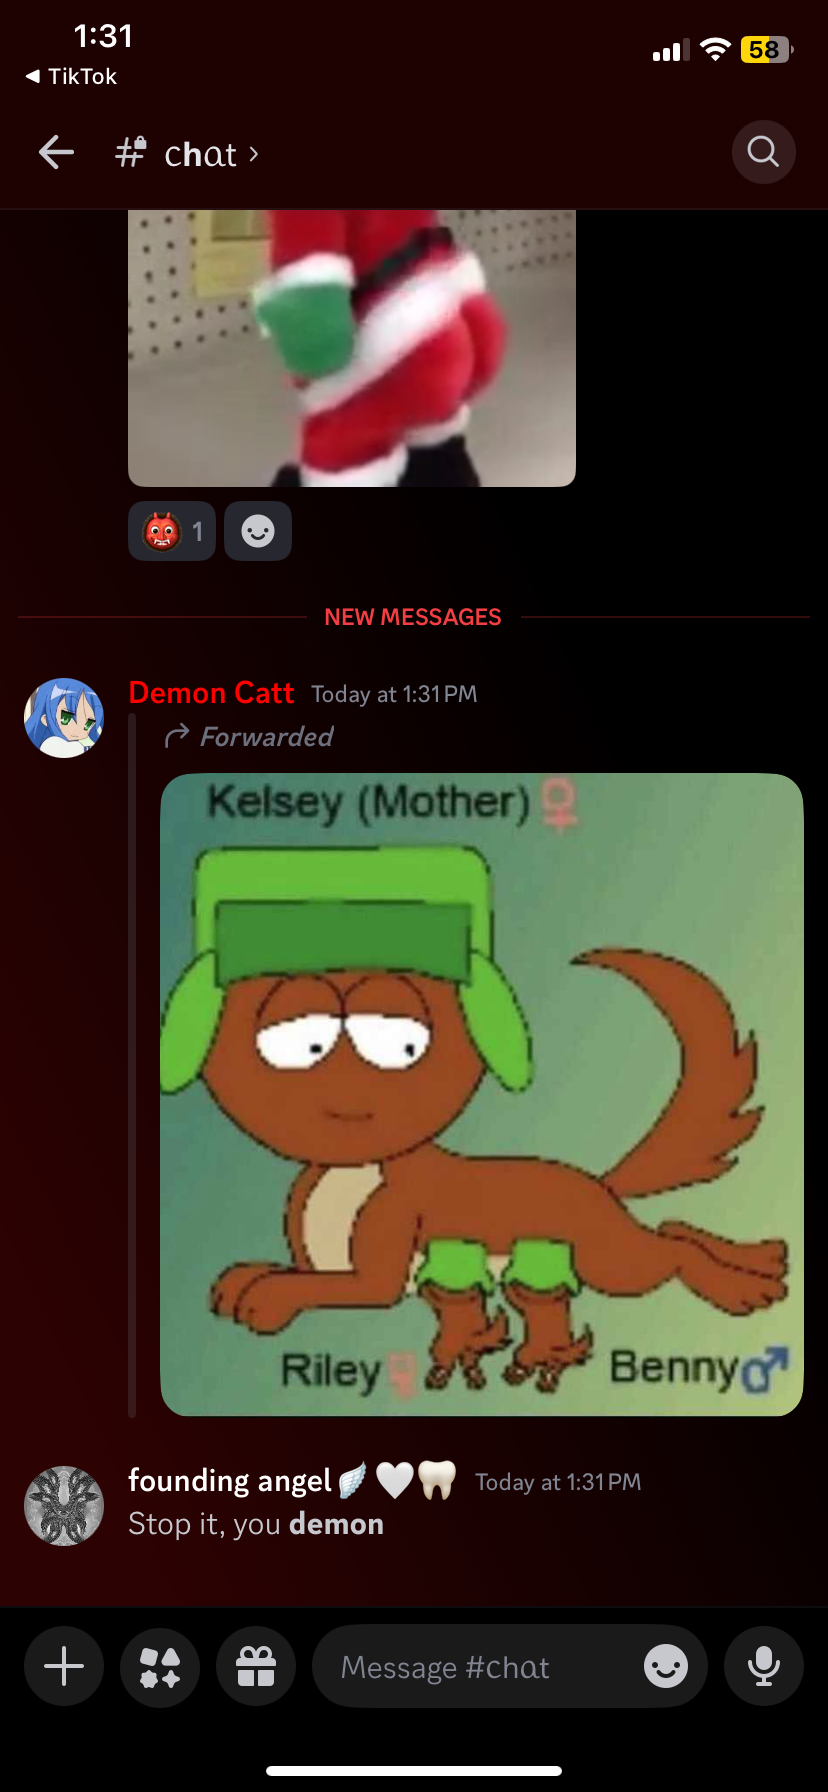 1:31
58
TikTok
chat
1
NEW MESSAGES
Demon Catt Today at 1:31 PM
Forwarded
Kelsey (Mother) ♀
Riley♀ Benny♂
founding angel🪽🤍🦷 Today at 1:31 PM
Stop it, you demon
Message #chat